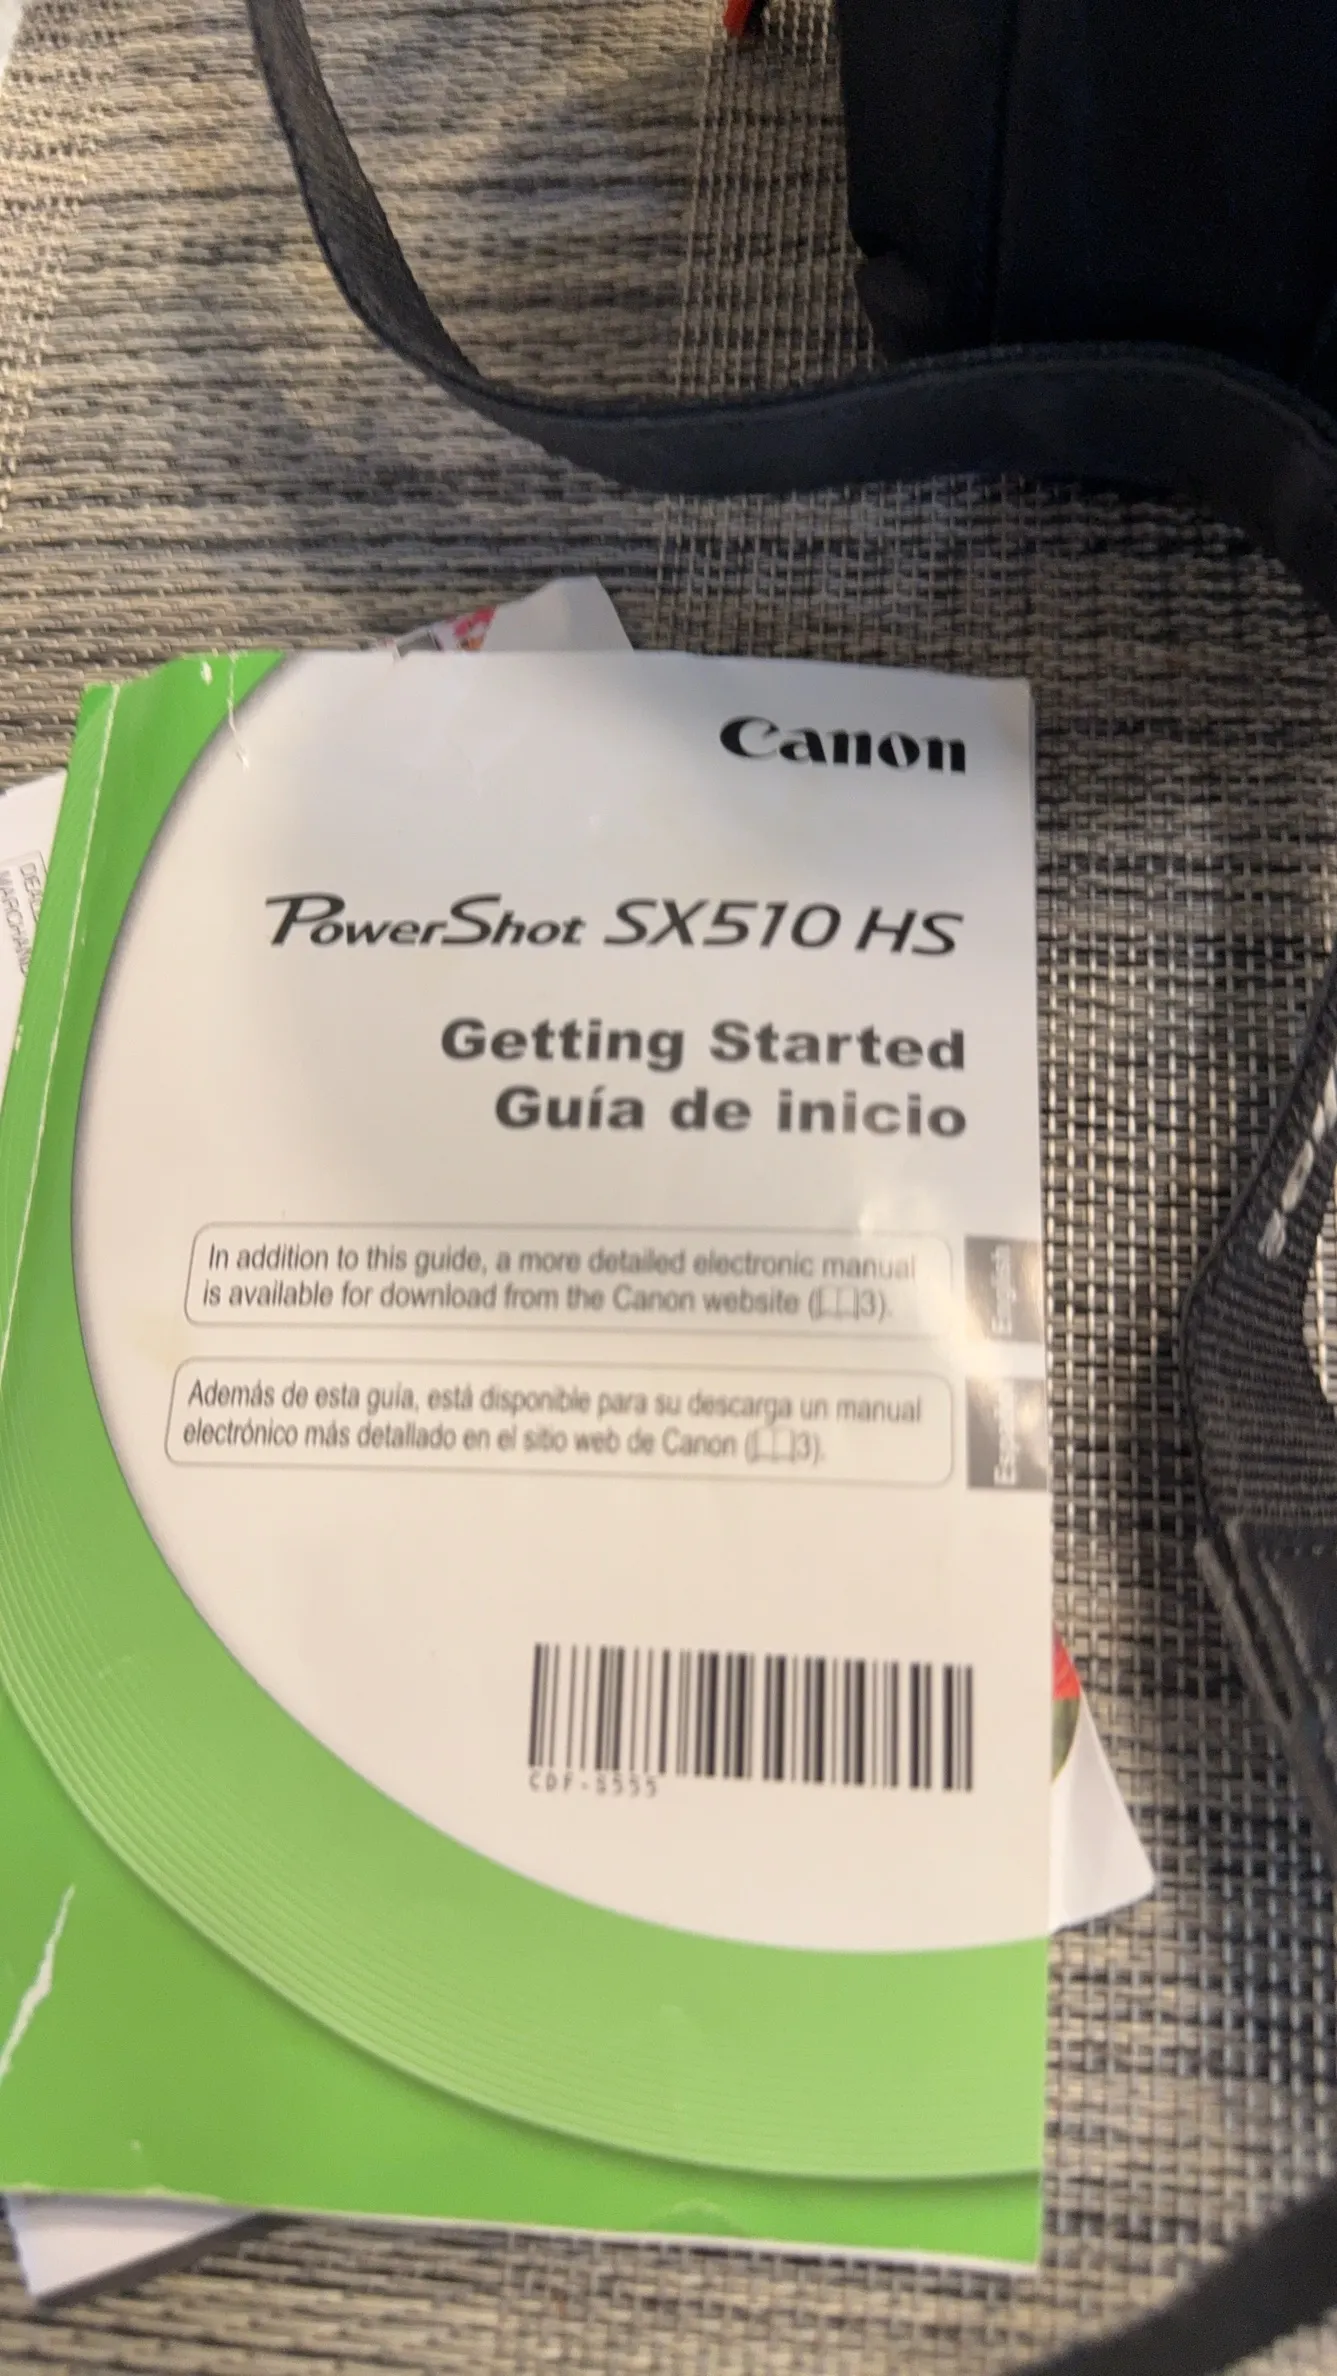 Canon
PowerShot SX510 HS
Getting Started
Guía de inicio
In addition to this guide, a more detailed electronic manual
is available for download from the Canon website (3).
English
Además de esta guía, está disponible para su descarga un manual
electrónico más detallado en el sitio web de Canon (3).
Español
CDF-S555